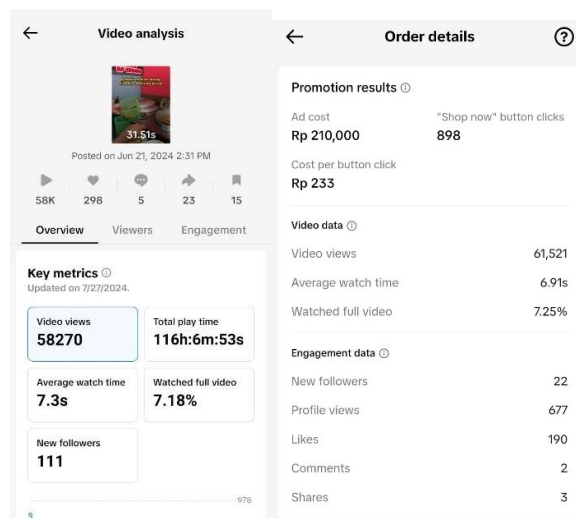 Video analysis
31.51s
Posted on Jun 21, 2024 2:31 PM
58K 298 5 23 15
Overview Viewers Engagement
Key metrics
Updated on 7/27/2024.
Video views Total play time
58270 116h:6m:53s
Average watch time Watched full video
7.3s 7.18%
New followers
111
978
Order details
Promotion results
Ad cost "Shop now" button clicks
Rp 210,000 898
Cost per button click
Rp 233
Video data
Video views 61,521
Average watch time 6.91s
Watched full video 7.25%
Engagement data
New followers 22
Profile views 677
Likes 190
Comments 2
Shares 3